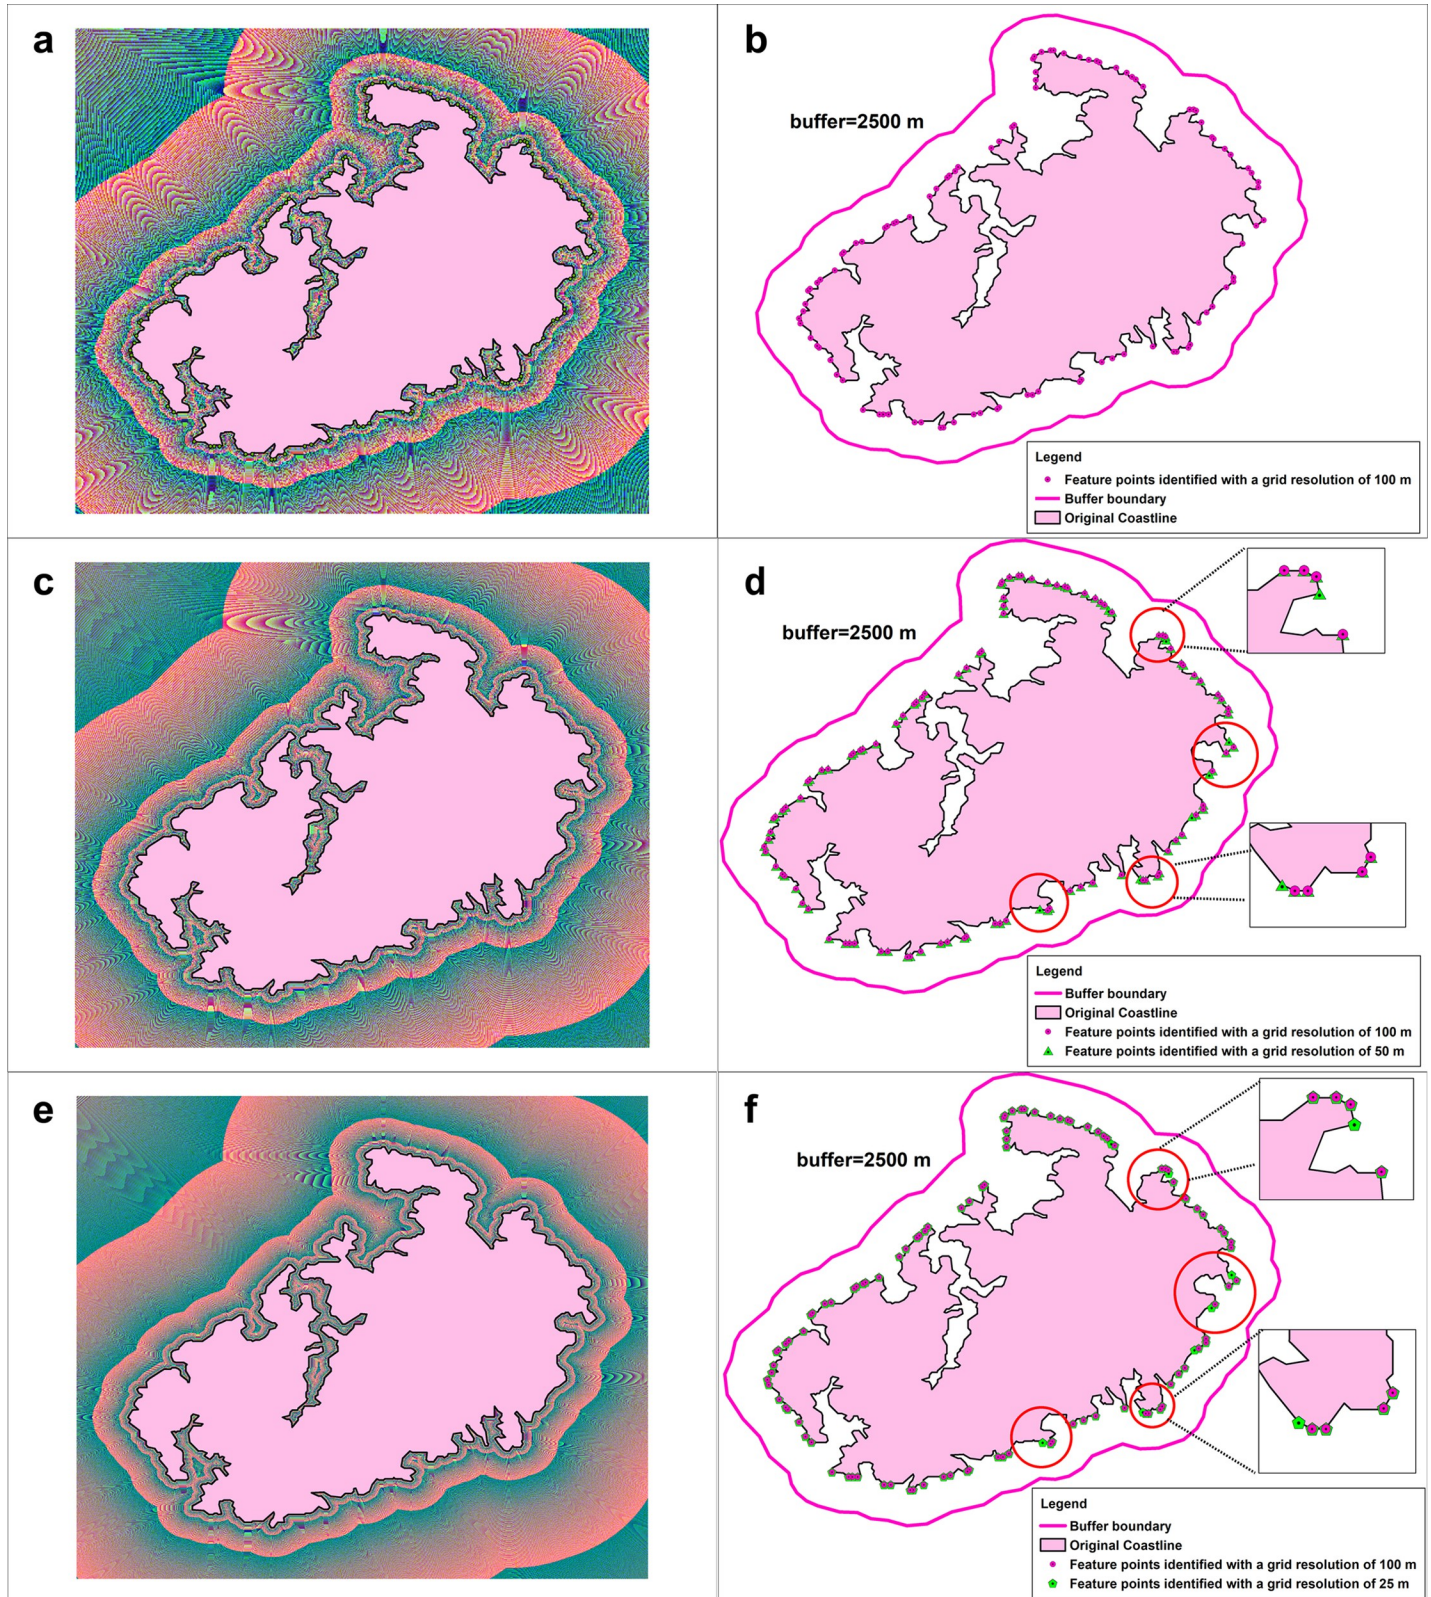 a
b
buffer=2500 m
Legend
Feature points identified with a grid resolution of 100 m
Buffer boundary
Original Coastline
c
d
buffer=2500 m
Legend
Buffer boundary
Original Coastline
Feature points identified with a grid resolution of 100 m
Feature points identified with a grid resolution of 50 m
e
f
buffer=2500 m
Legend
Buffer boundary
Original Coastline
Feature points identified with a grid resolution of 100 m
Feature points identified with a grid resolution of 25 m